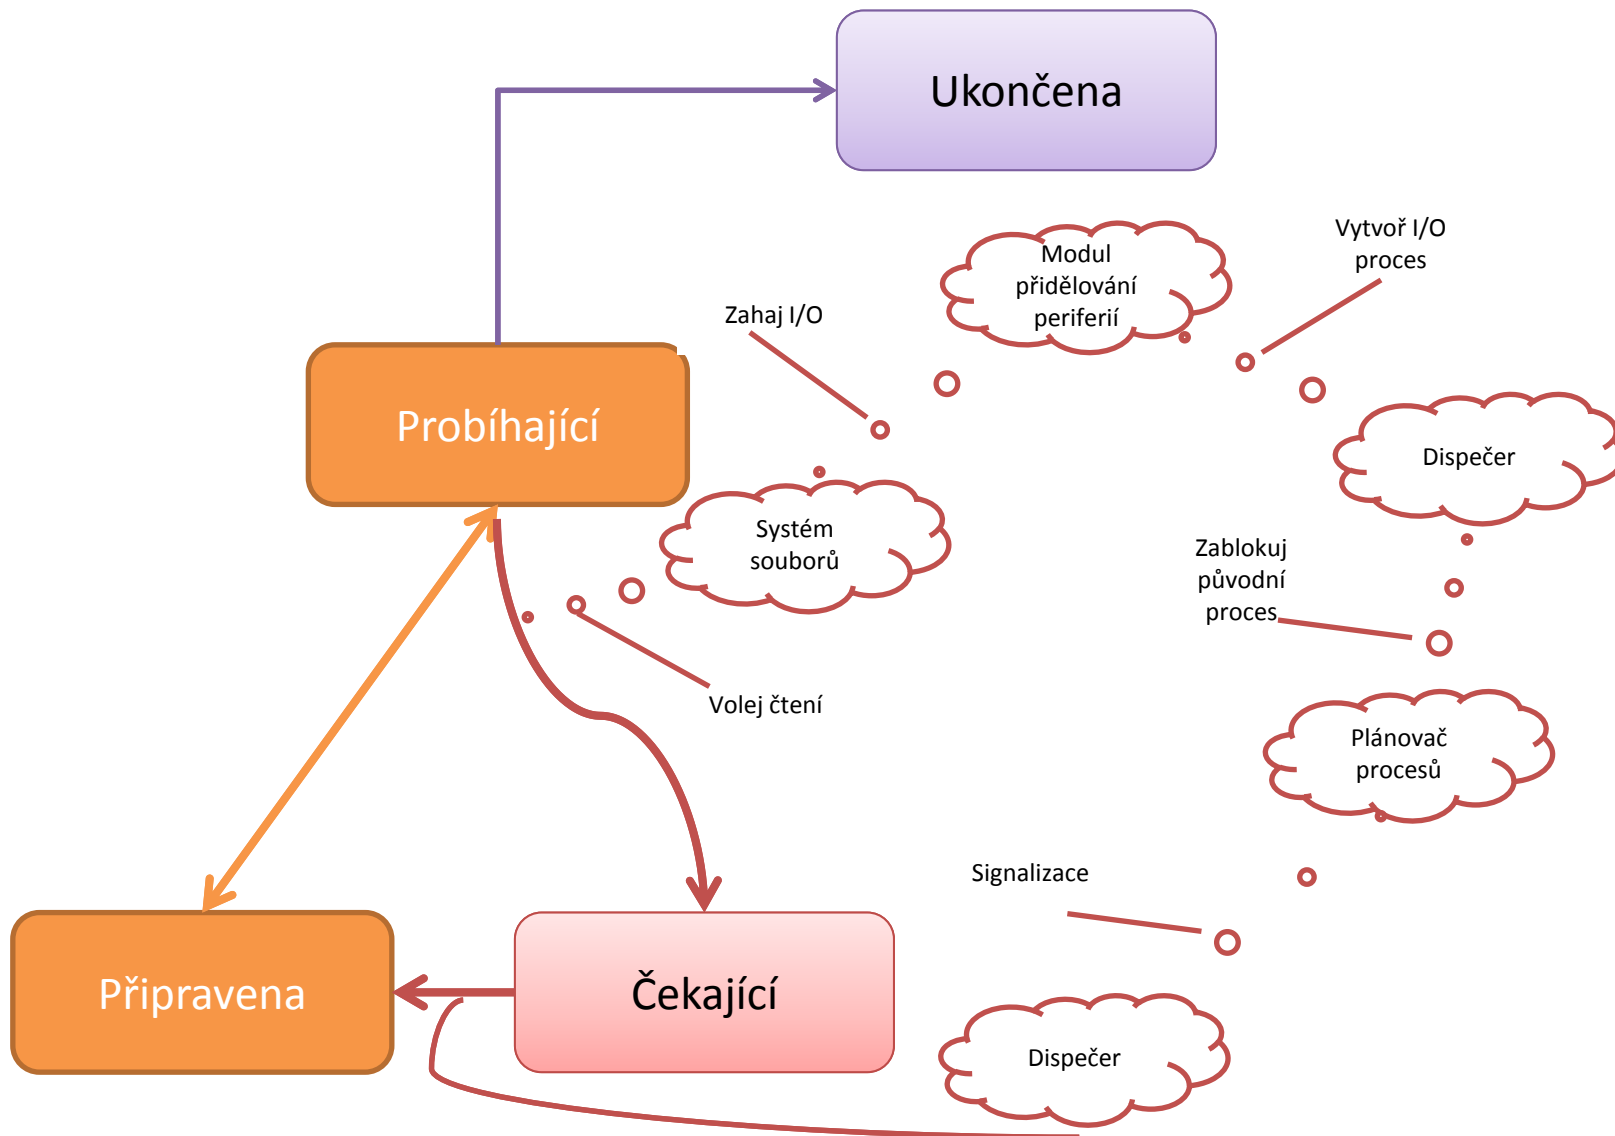 Ukončena
Vytvoř I/O
proces
Modul
přidělování
periferií
Zahaj I/O
Probíhající
Dispečer
Systém
souborů
Zablokuj
původní
proces
Volej čtení
Plánovač
procesů
Signalizace
Připravena
Čekající
Dispečer